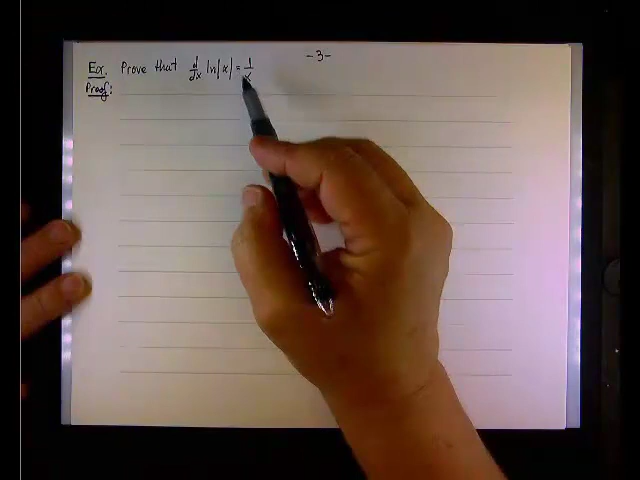 -3-
Ex. Prove that d/dx ln|x| = 1/x
Proof: